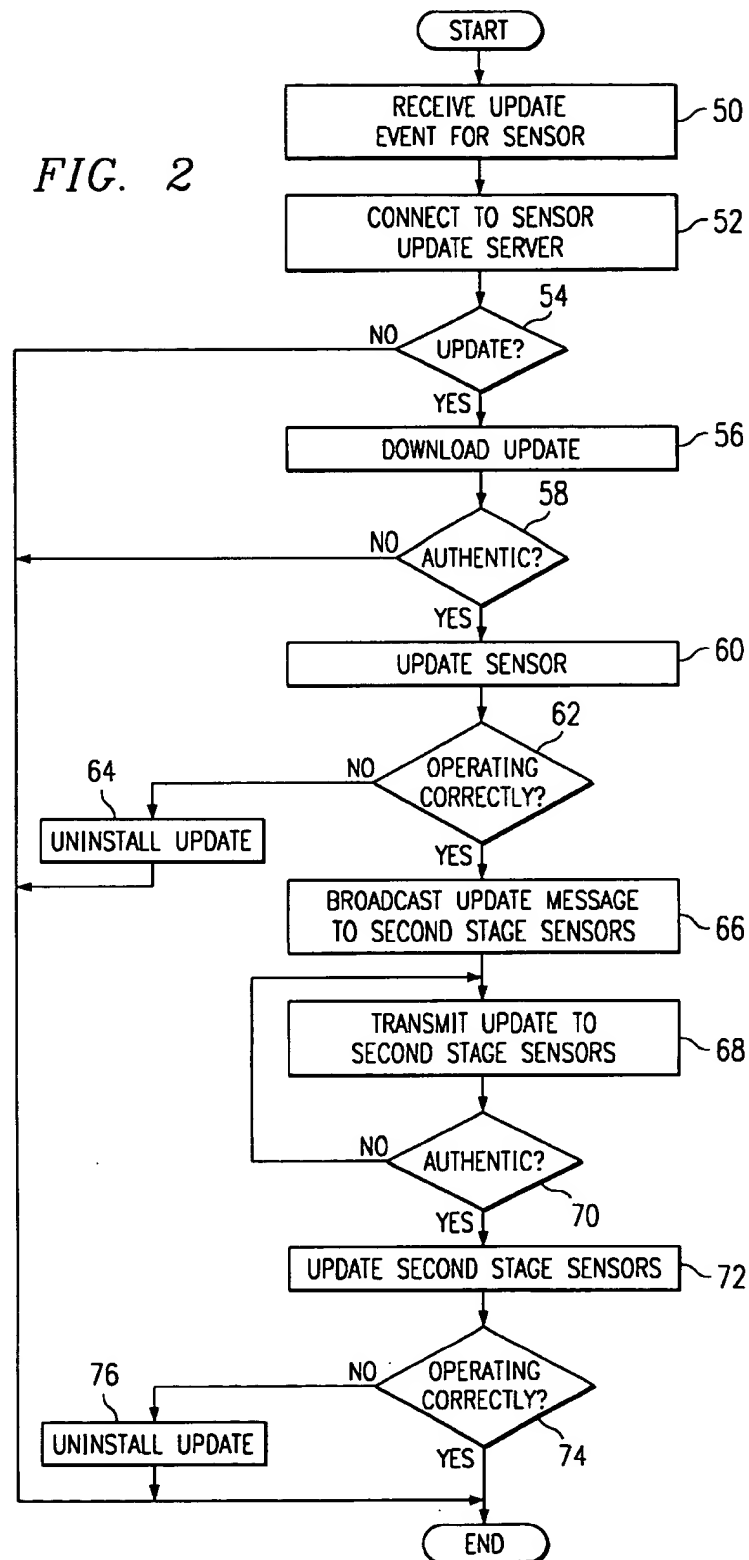 START
RECEIVE UPDATE
EVENT FOR SENSOR
50
FIG. 2
CONNECT TO SENSOR
UPDATE SERVER
52
54
NO
UPDATE?
YES
DOWNLOAD UPDATE
56
58
NO
AUTHENTIC?
YES
UPDATE SENSOR
60
62
NO
OPERATING
CORRECTLY?
64
UNINSTALL UPDATE
YES
BROADCAST UPDATE MESSAGE
TO SECOND STAGE SENSORS
66
TRANSMIT UPDATE TO
SECOND STAGE SENSORS
68
NO
AUTHENTIC?
70
YES
UPDATE SECOND STAGE SENSORS
72
NO
OPERATING
CORRECTLY?
74
76
UNINSTALL UPDATE
YES
END